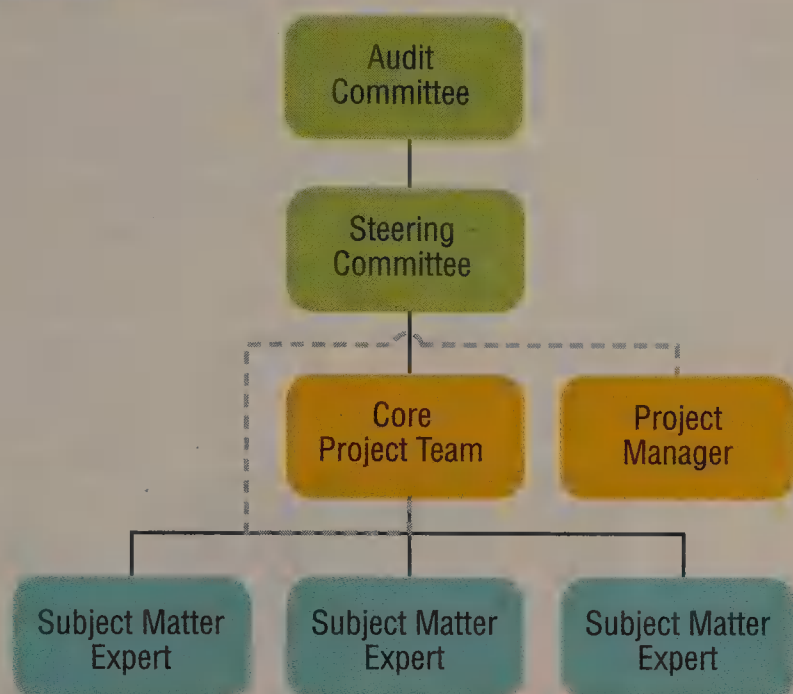 Audit
Committee
Steering
Committee
Core
Project Team
Project
Manager
Subject Matter
Expert
Subject Matter
Expert
Subject Matter
Expert